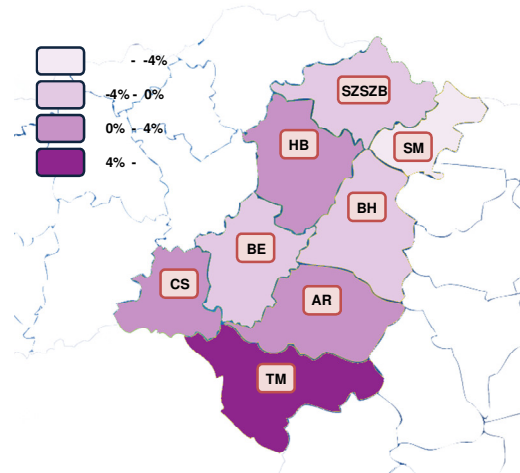 - -4%
-4% - 0%
0% - 4%
4% -
SZSZB
HB
SM
BH
BE
CS
AR
TM